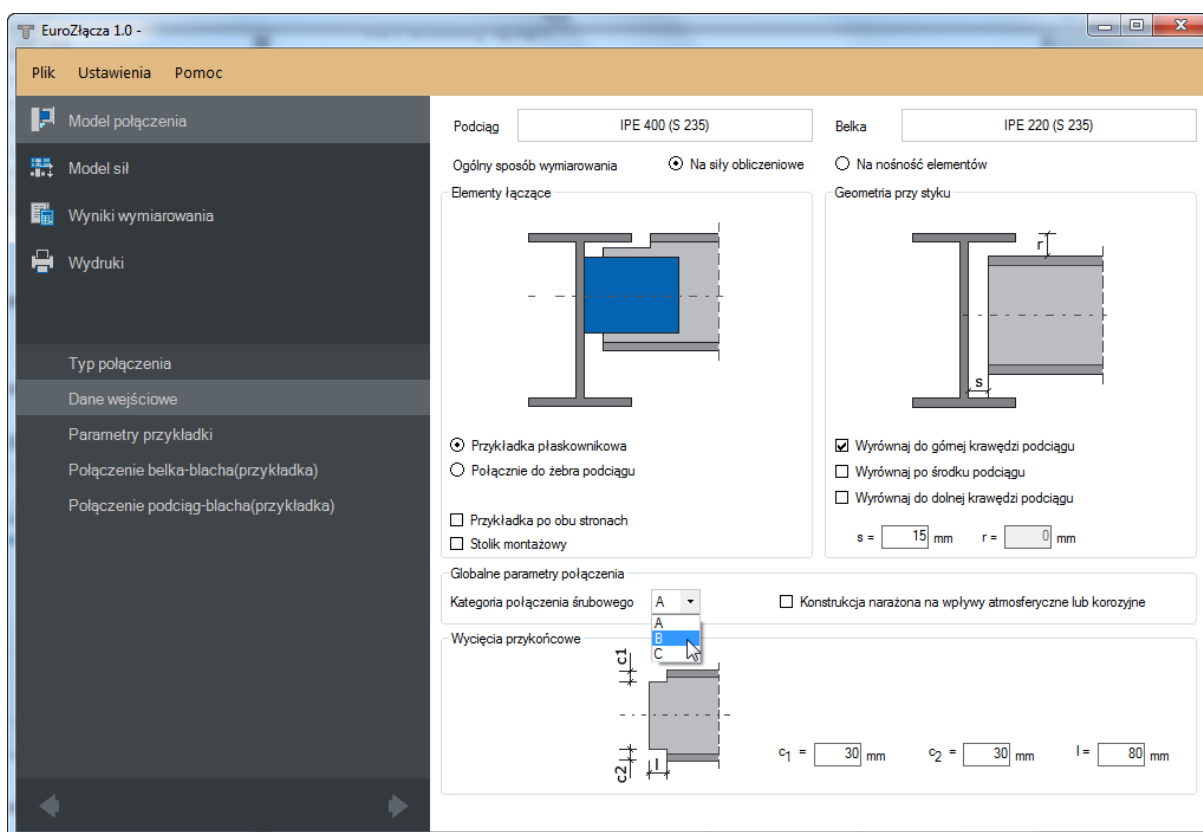 EuroZłącza 1.0 -
Plik Ustawienia Pomoc
Model połączenia
Model sił
Wyniki wymiarowania
Wydruki
Typ połączenia
Dane wejściowe
Parametry przykładki
Połączenie belka-blacha(przykładka)
Połączenie podciąg-blacha(przykładka)
Podciąg IPE 400 (S 235) Belka IPE 220 (S 235)
Ogólny sposób wymiarowania Na siły obliczeniowe Na nośność elementów
Elementy łączące
Przykładka płaskownikowa
Połącznie do żebra podciągu
Przykładka po obu stronach
Stolik montażowy
Geometria przy styku
r
s
Wyrównaj do górnej krawędzi podciągu
Wyrównaj po środku podciągu
Wyrównaj do dolnej krawędzi podciągu
s = 15 mm r = 0 mm
Globalne parametry połączenia
Kategoria połączenia śrubowego A Konstrukcja narażona na wpływy atmosferyczne lub korozyjne
A
B
C
Wycięcia przykońcowe
c1
c2
l
c1 = 30 mm c2 = 30 mm l = 80 mm